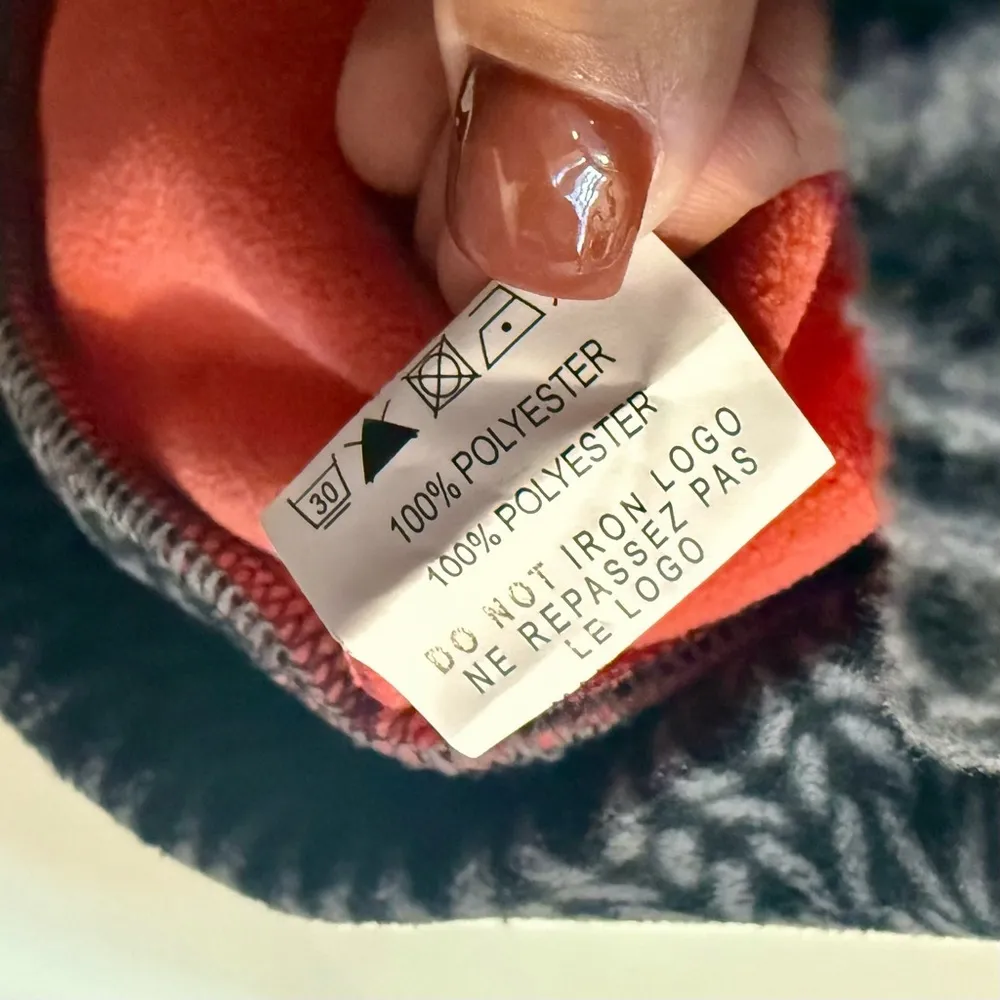 30
100% POLYESTER
100% POLYESTER
DO NOT IRON LOGO
NE REPASSEZ PAS
LE LOGO